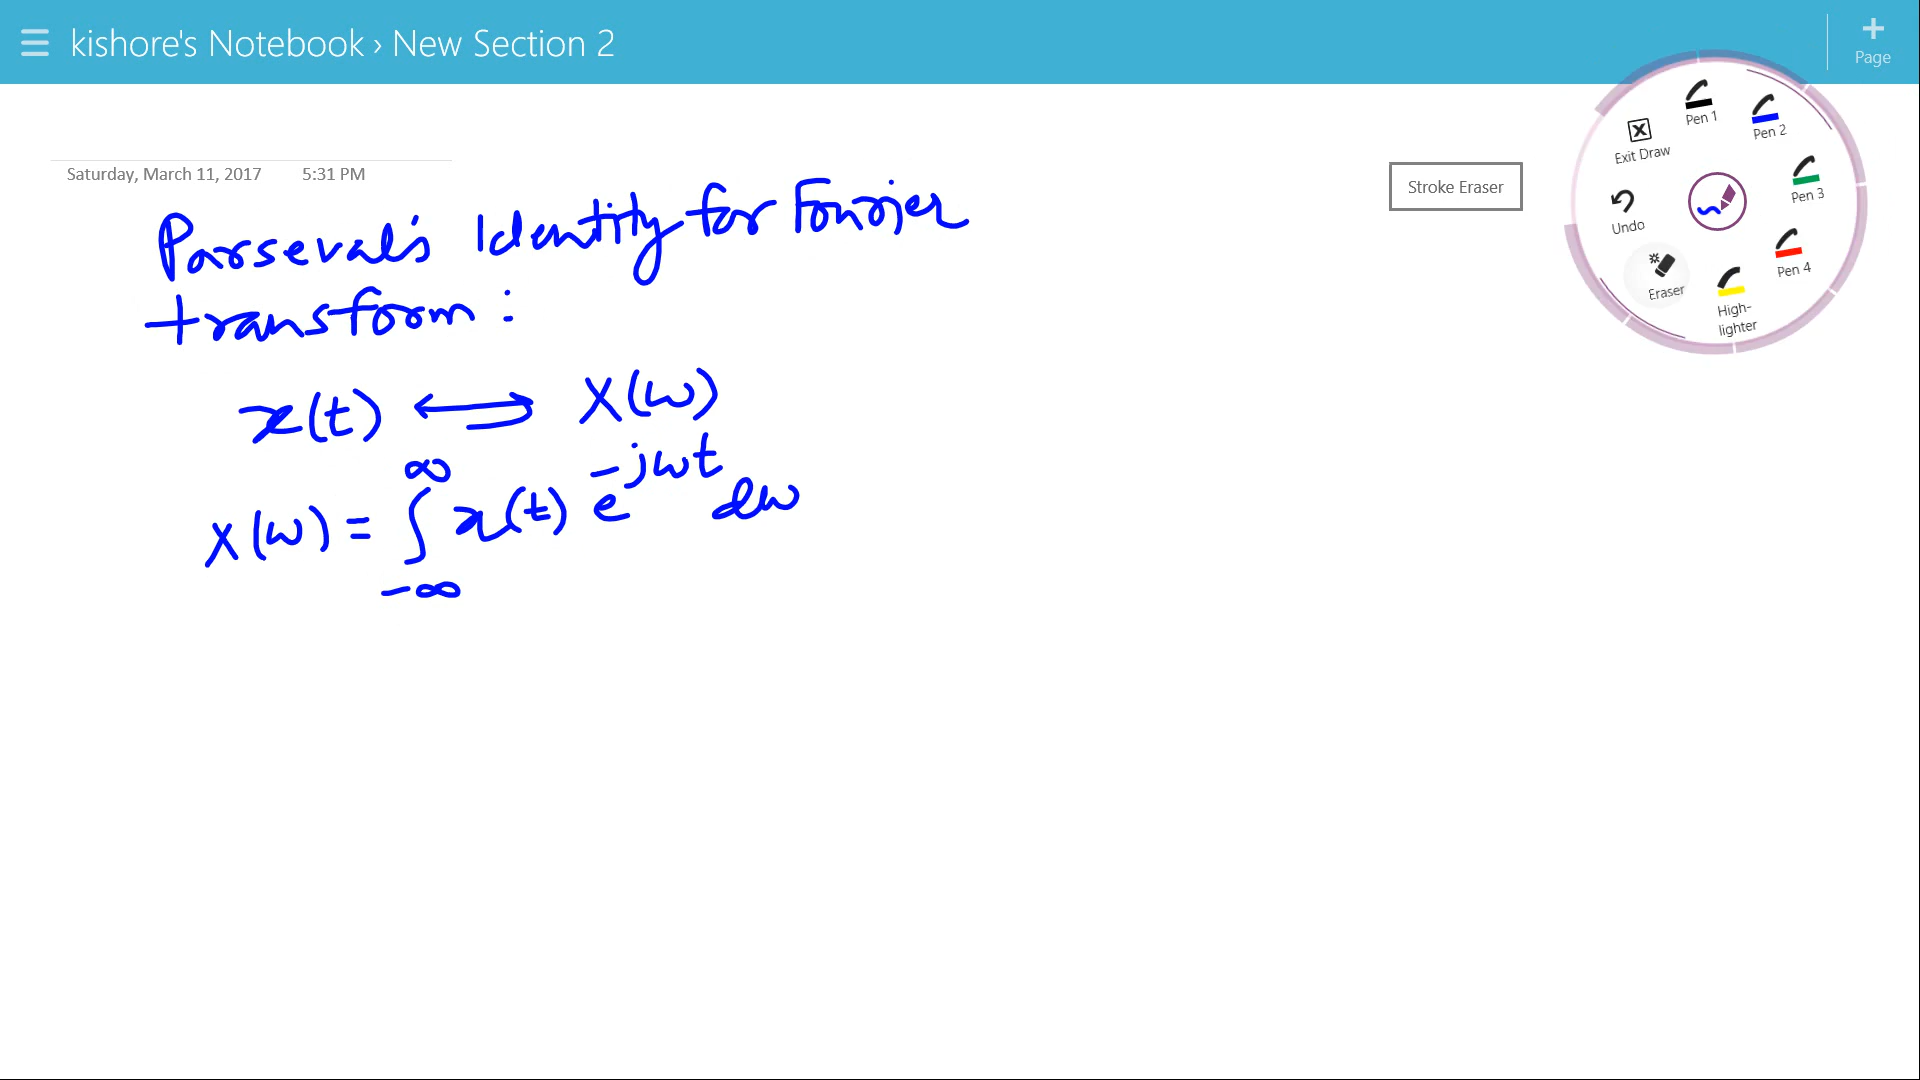 kishore's Notebook › New Section 2
+
Page
Saturday, March 11, 2017 5:31 PM
Parseval's Identity for Fourier
transform :
x(t) ⟷ X(ω)
X(ω) = ∫_{-∞}^{∞} x(t) e^{-jωt} dω
Stroke Eraser
Pen 1
Pen 2
Pen 3
Pen 4
High-
lighter
Eraser
Undo
Exit Draw